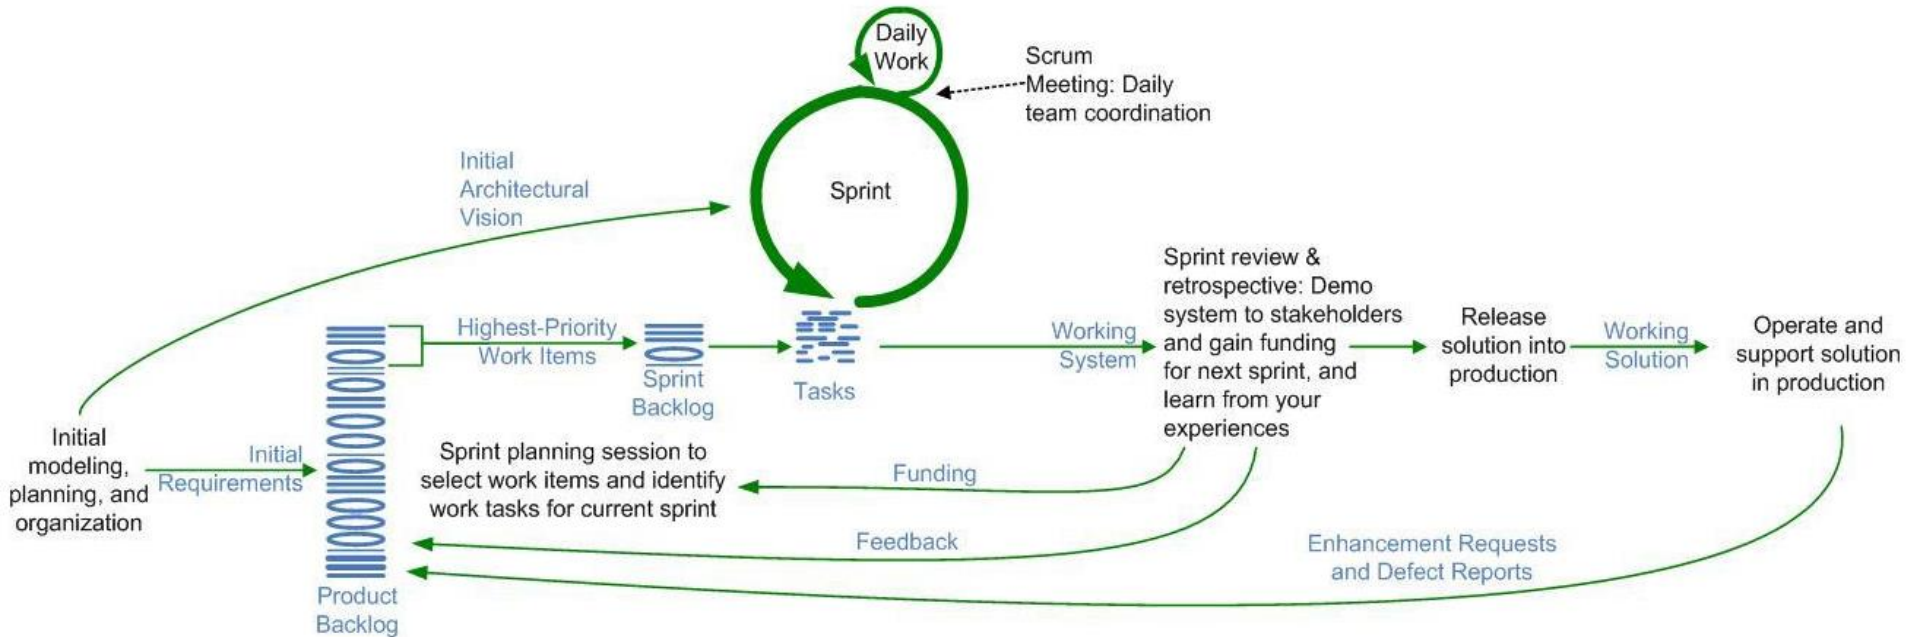 Daily
Work
Scrum
Meeting: Daily
team coordination
Initial
Architectural
Vision
Sprint
Sprint review &
retrospective: Demo
system to stakeholders
and gain funding
for next sprint, and
learn from your
experiences
Highest-Priority
Work Items
Sprint
Backlog
Tasks
Working
System
Release
solution into
production
Working
Solution
Operate and
support solution
in production
Initial
modeling,
planning, and
organization
Initial
Requirements
Sprint planning session to
select work items and identify
work tasks for current sprint
Funding
Feedback
Enhancement Requests
and Defect Reports
Product
Backlog